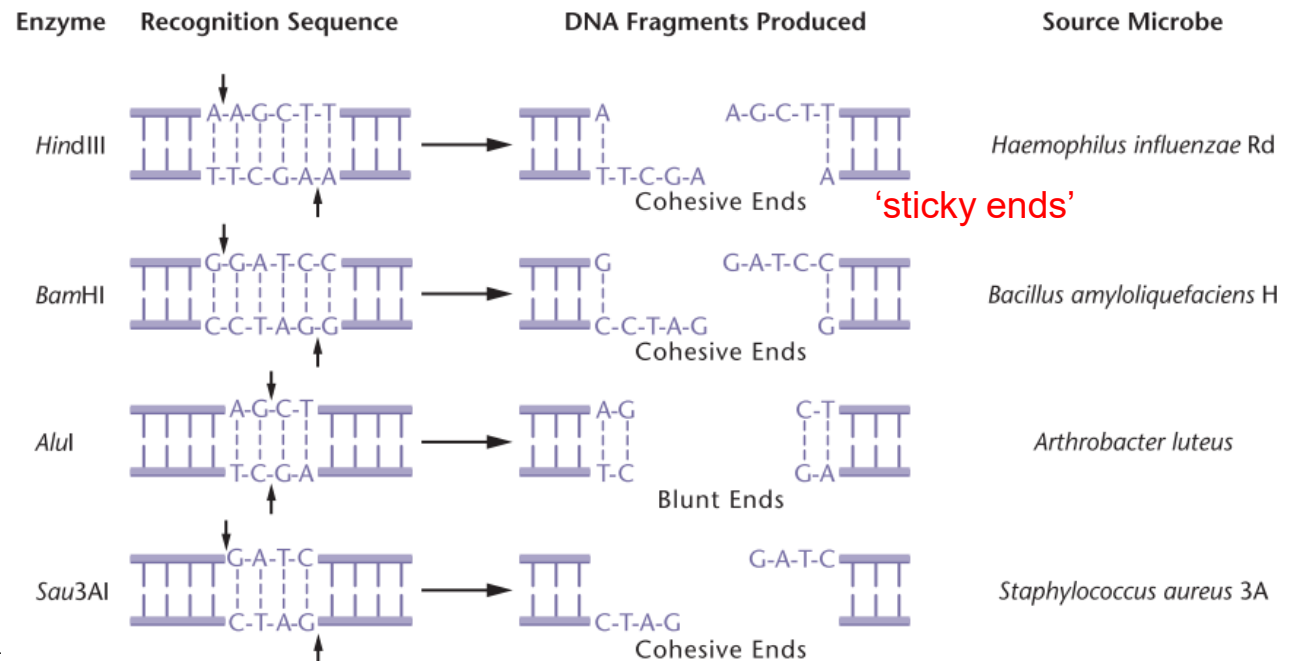 Enzyme Recognition Sequence DNA Fragments Produced Source Microbe
A-A-G-C-T-T A A-G-C-T-T
HindIII Haemophilus influenzae Rd
T-T-C-G-A-A T-T-C-G-A A
Cohesive Ends ‘sticky ends’
G-G-A-T-C-C G G-A-T-C-C
BamHI Bacillus amyloliquefaciens H
C-C-T-A-G-G C-C-T-A-G G
Cohesive Ends
A-G-C-T A-G C-T
AluI Arthrobacter luteus
T-C-G-A T-C G-A
Blunt Ends
G-A-T-C G-A-T-C
Sau3AI Staphylococcus aureus 3A
C-T-A-G C-T-A-G
Cohesive Ends